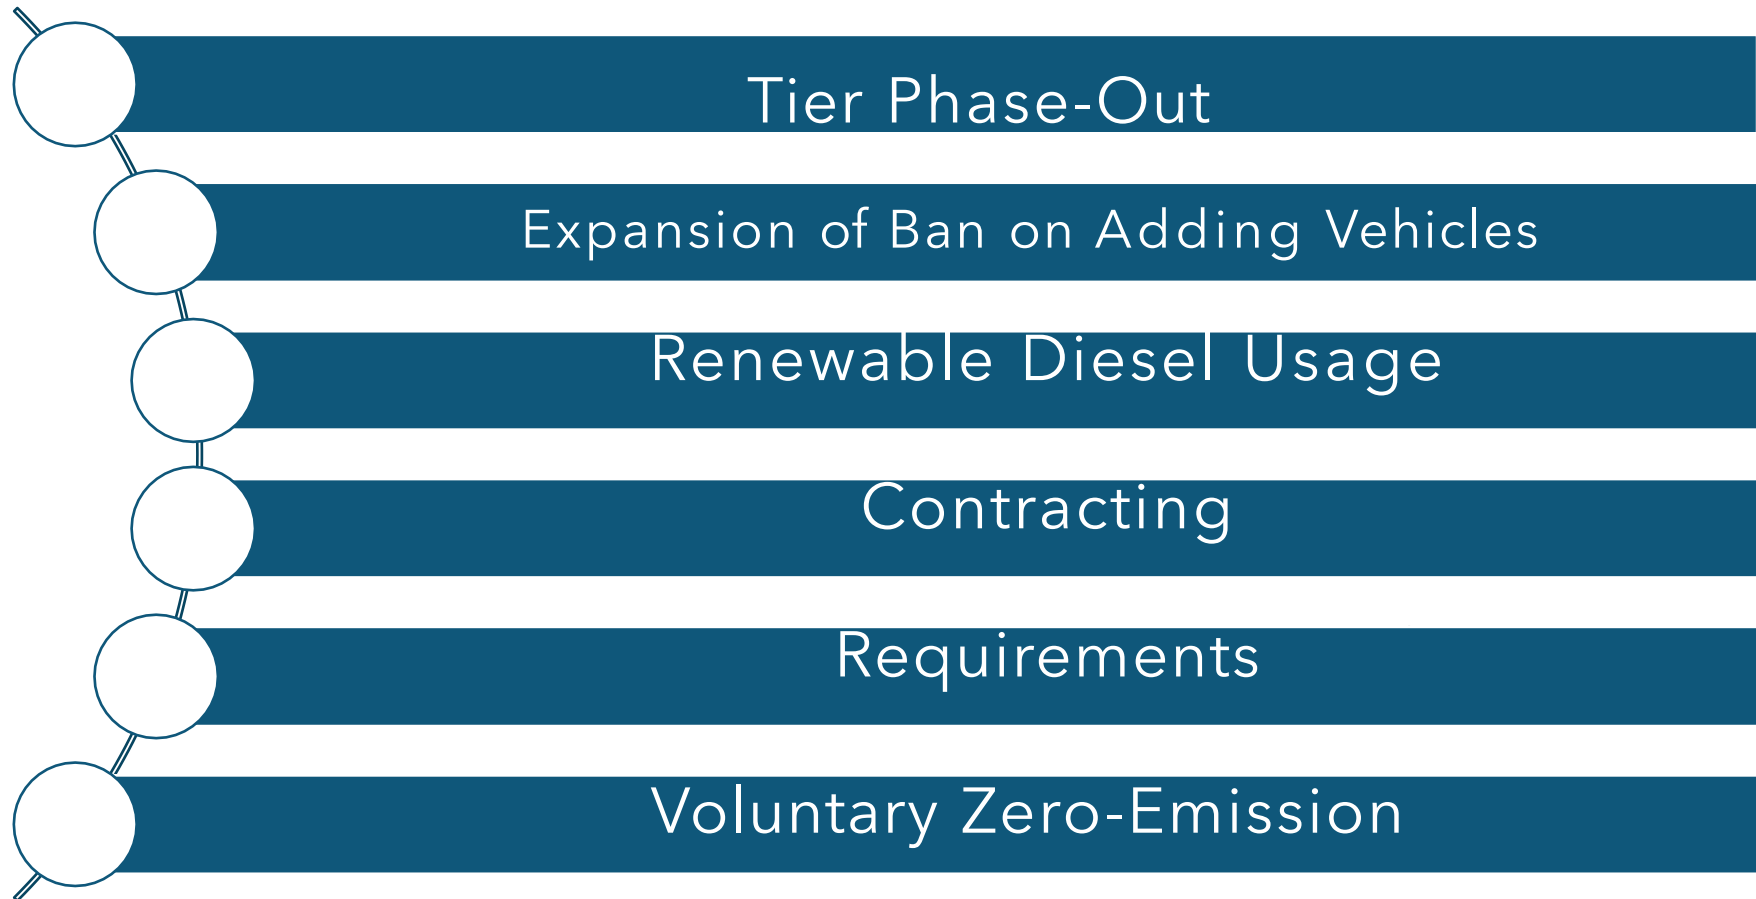 Tier Phase-Out
Expansion of Ban on Adding Vehicles
Renewable Diesel Usage
Contracting
Requirements
Voluntary Zero-Emission